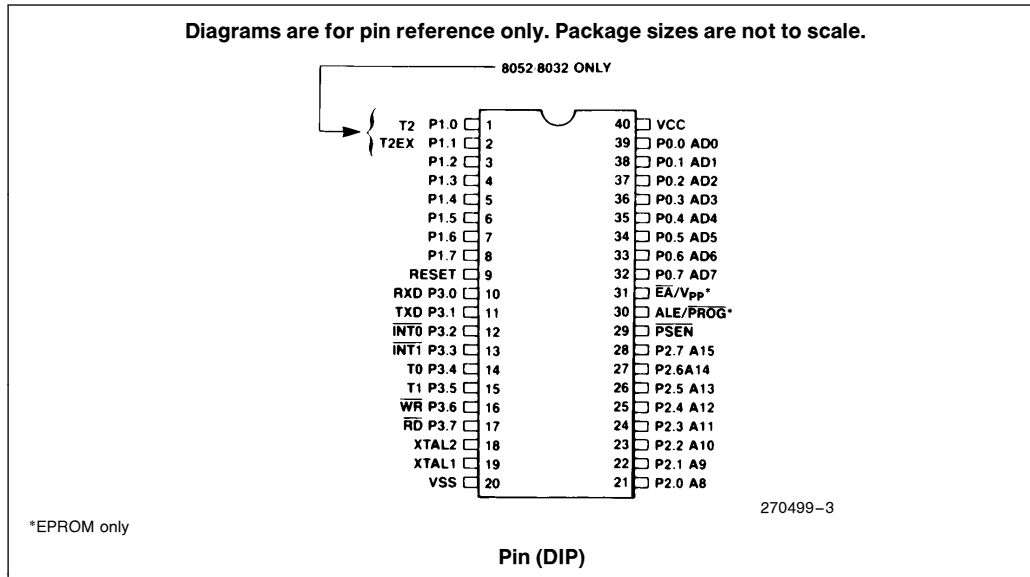 Diagrams are for pin reference only. Package sizes are not to scale.
8052/8032 ONLY
T2 P1.0 1 40 VCC
T2EX P1.1 2 39 P0.0 AD0
P1.2 3 38 P0.1 AD1
P1.3 4 37 P0.2 AD2
P1.4 5 36 P0.3 AD3
P1.5 6 35 P0.4 AD4
P1.6 7 34 P0.5 AD5
P1.7 8 33 P0.6 AD6
RESET 9 32 P0.7 AD7
RXD P3.0 10 31 E̅A̅/VPP*
TXD P3.1 11 30 ALE/P̅R̅O̅G̅*
I̅N̅T̅0̅ P3.2 12 29 P̅S̅E̅N̅
I̅N̅T̅1̅ P3.3 13 28 P2.7 A15
T0 P3.4 14 27 P2.6A14
T1 P3.5 15 26 P2.5 A13
W̅R̅ P3.6 16 25 P2.4 A12
R̅D̅ P3.7 17 24 P2.3 A11
XTAL2 18 23 P2.2 A10
XTAL1 19 22 P2.1 A9
VSS 20 21 P2.0 A8
270499–3
*EPROM only
Pin (DIP)